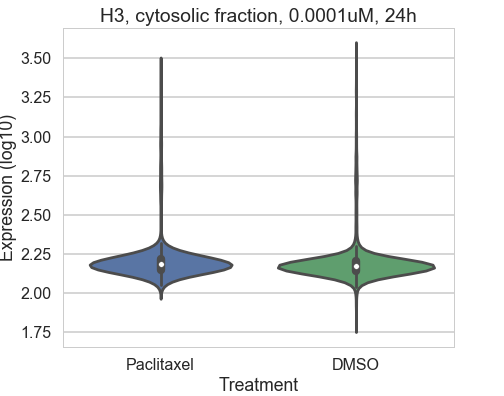 H3, cytosolic fraction, 0.0001uM, 24h
Expression (log10)
3.50
3.25
3.00
2.75
2.50
2.25
2.00
1.75
Paclitaxel DMSO
Treatment